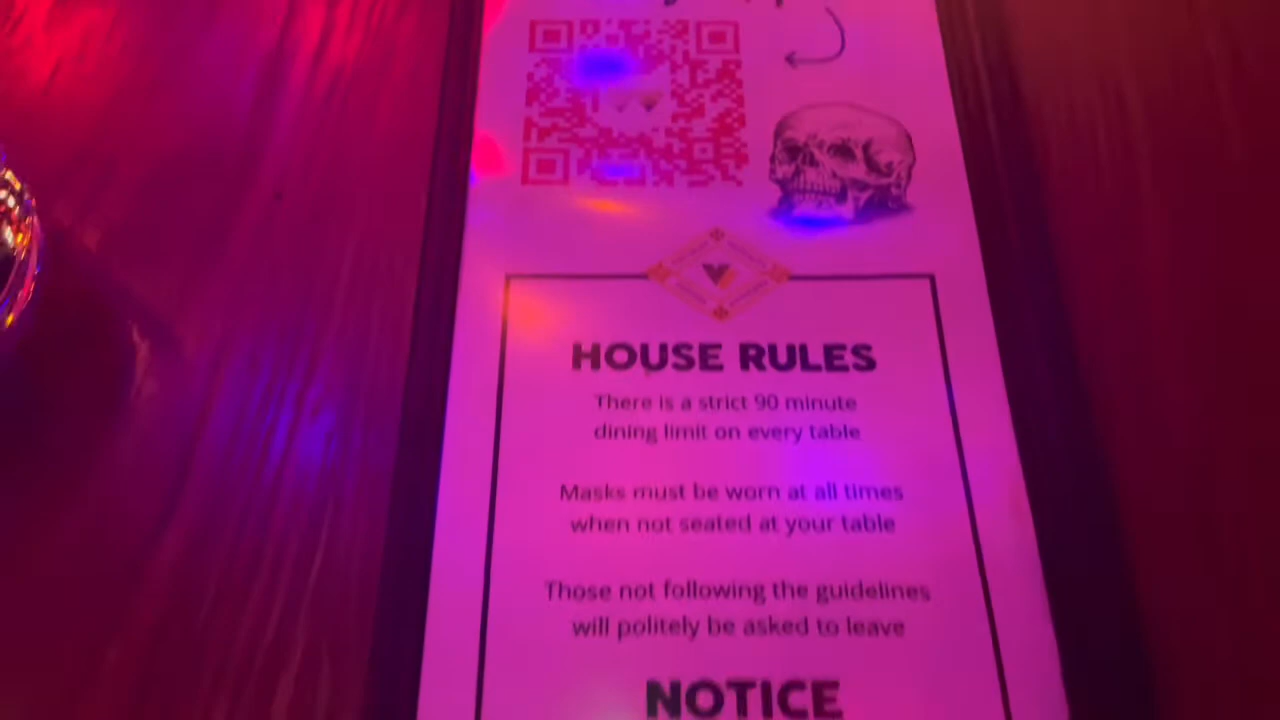 HOUSE RULES
There is a strict 90 minute
dining limit on every table
Masks must be worn at all times
when not seated at your table
Those not following the guidelines
will politely be asked to leave
NOTICE